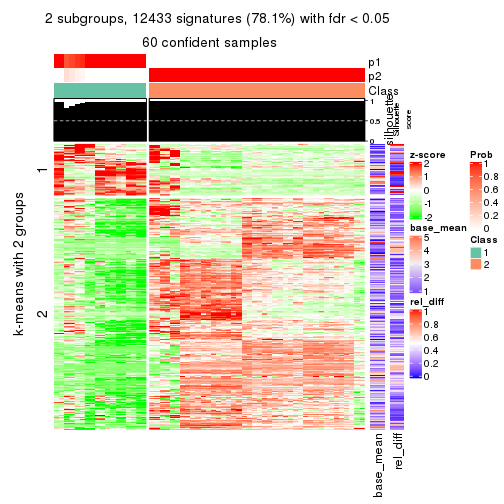 2 subgroups, 12433 signatures (78.1%) with fdr < 0.05
60 confident samples
p1
p2
Class
silhouette
Silhouette
score
1
0.5
0
k-means with 2 groups
1
2
base_mean
rel_diff
z-score
2
1
0
-1
-2
base_mean
5
4
3
2
1
rel_diff
1
0.8
0.6
0.4
0.2
0
Prob
1
0.8
0.6
0.4
0.2
0
Class
1
2